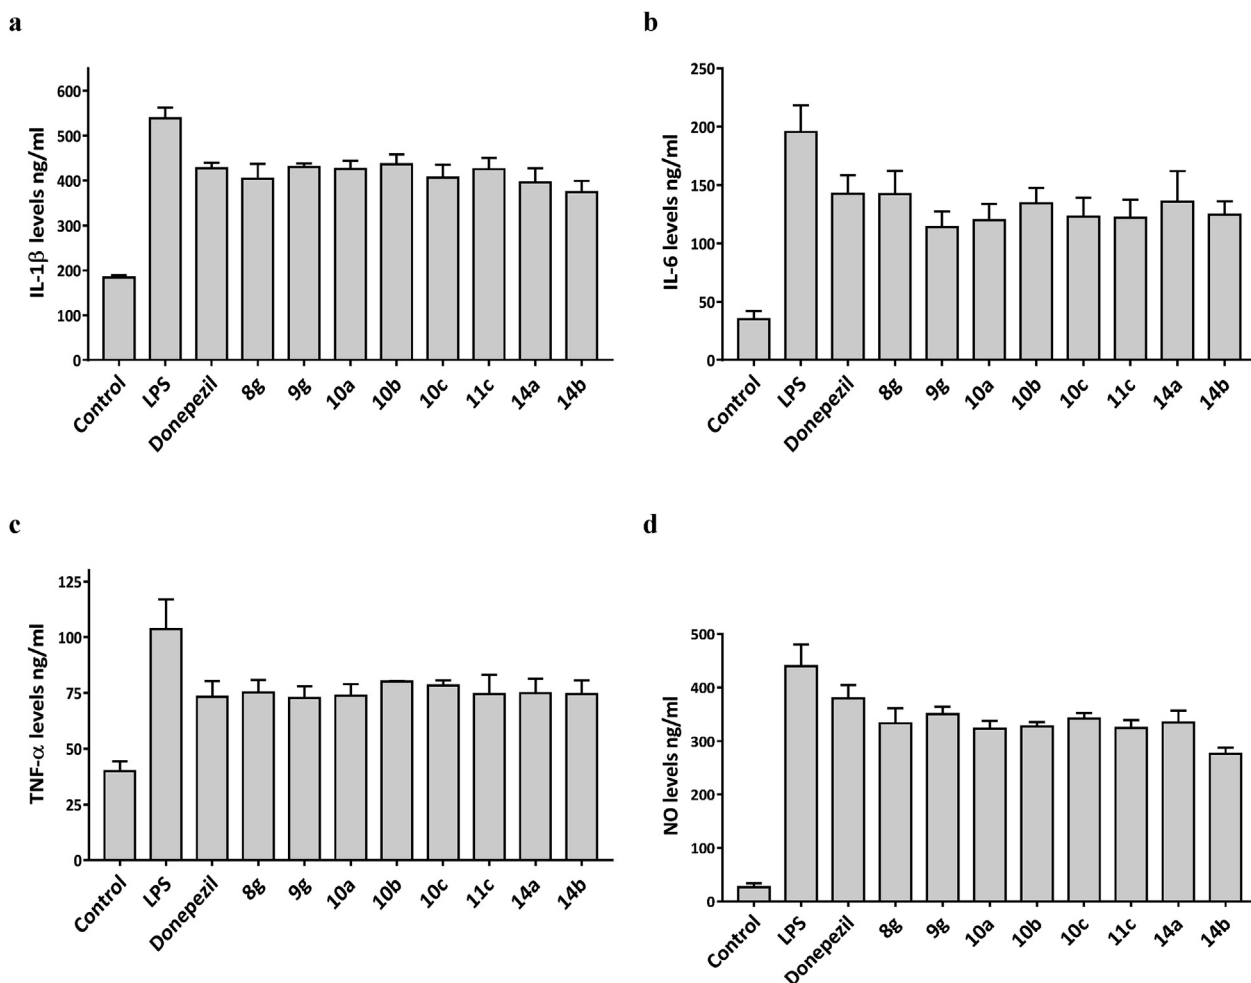 a
IL-1β levels ng/ml
600
500
400
300
200
100
0
Control
LPS
Donepezil
8g
9g
10a
10b
10c
11c
14a
14b
b
IL-6 levels ng/ml
250
200
150
100
50
0
Control
LPS
Donepezil
8g
9g
10a
10b
10c
11c
14a
14b
c
TNF-α levels ng/ml
125
100
75
50
25
0
Control
LPS
Donepezil
8g
9g
10a
10b
10c
11c
14a
14b
d
NO levels ng/ml
500
400
300
200
100
0
Control
LPS
Donepezil
8g
9g
10a
10b
10c
11c
14a
14b